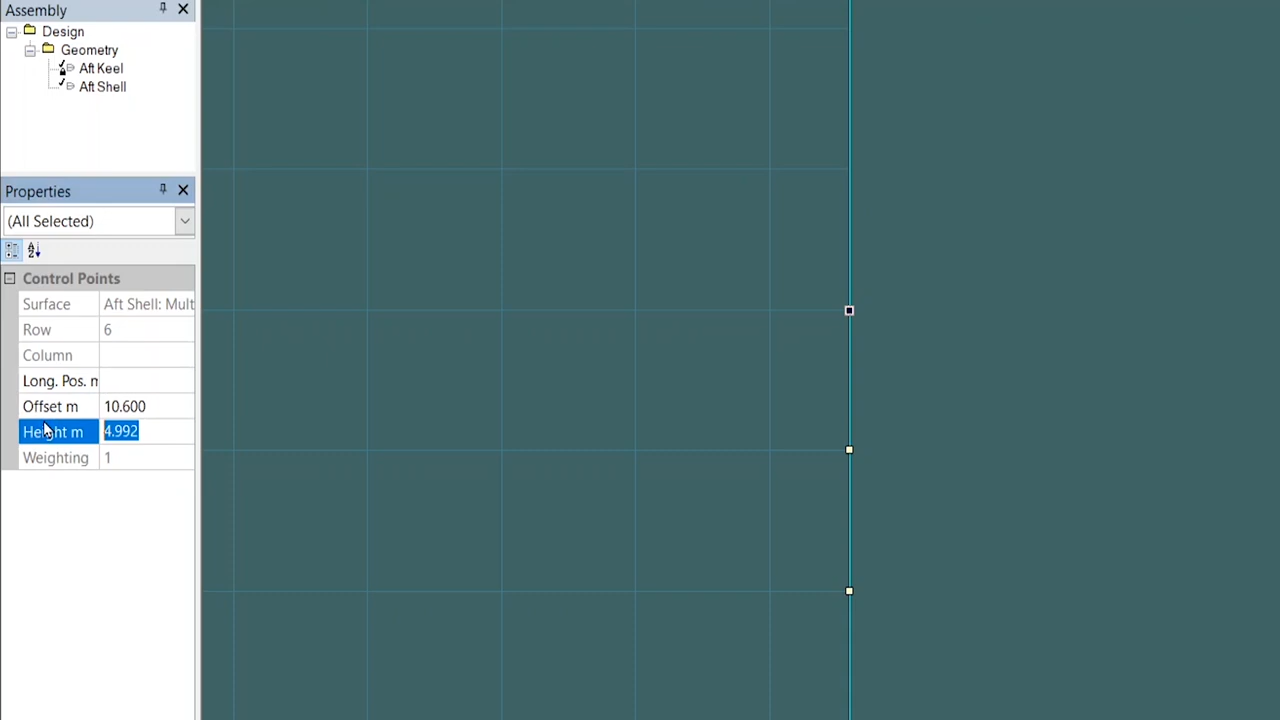 Assembly
Design
Geometry
Aft Keel
Aft Shell
Properties
(All Selected)
Control Points
Surface Aft Shell: Mult
Row 6
Column
Long. Pos. m
Offset m 10.600
Height m 4.992
Weighting 1